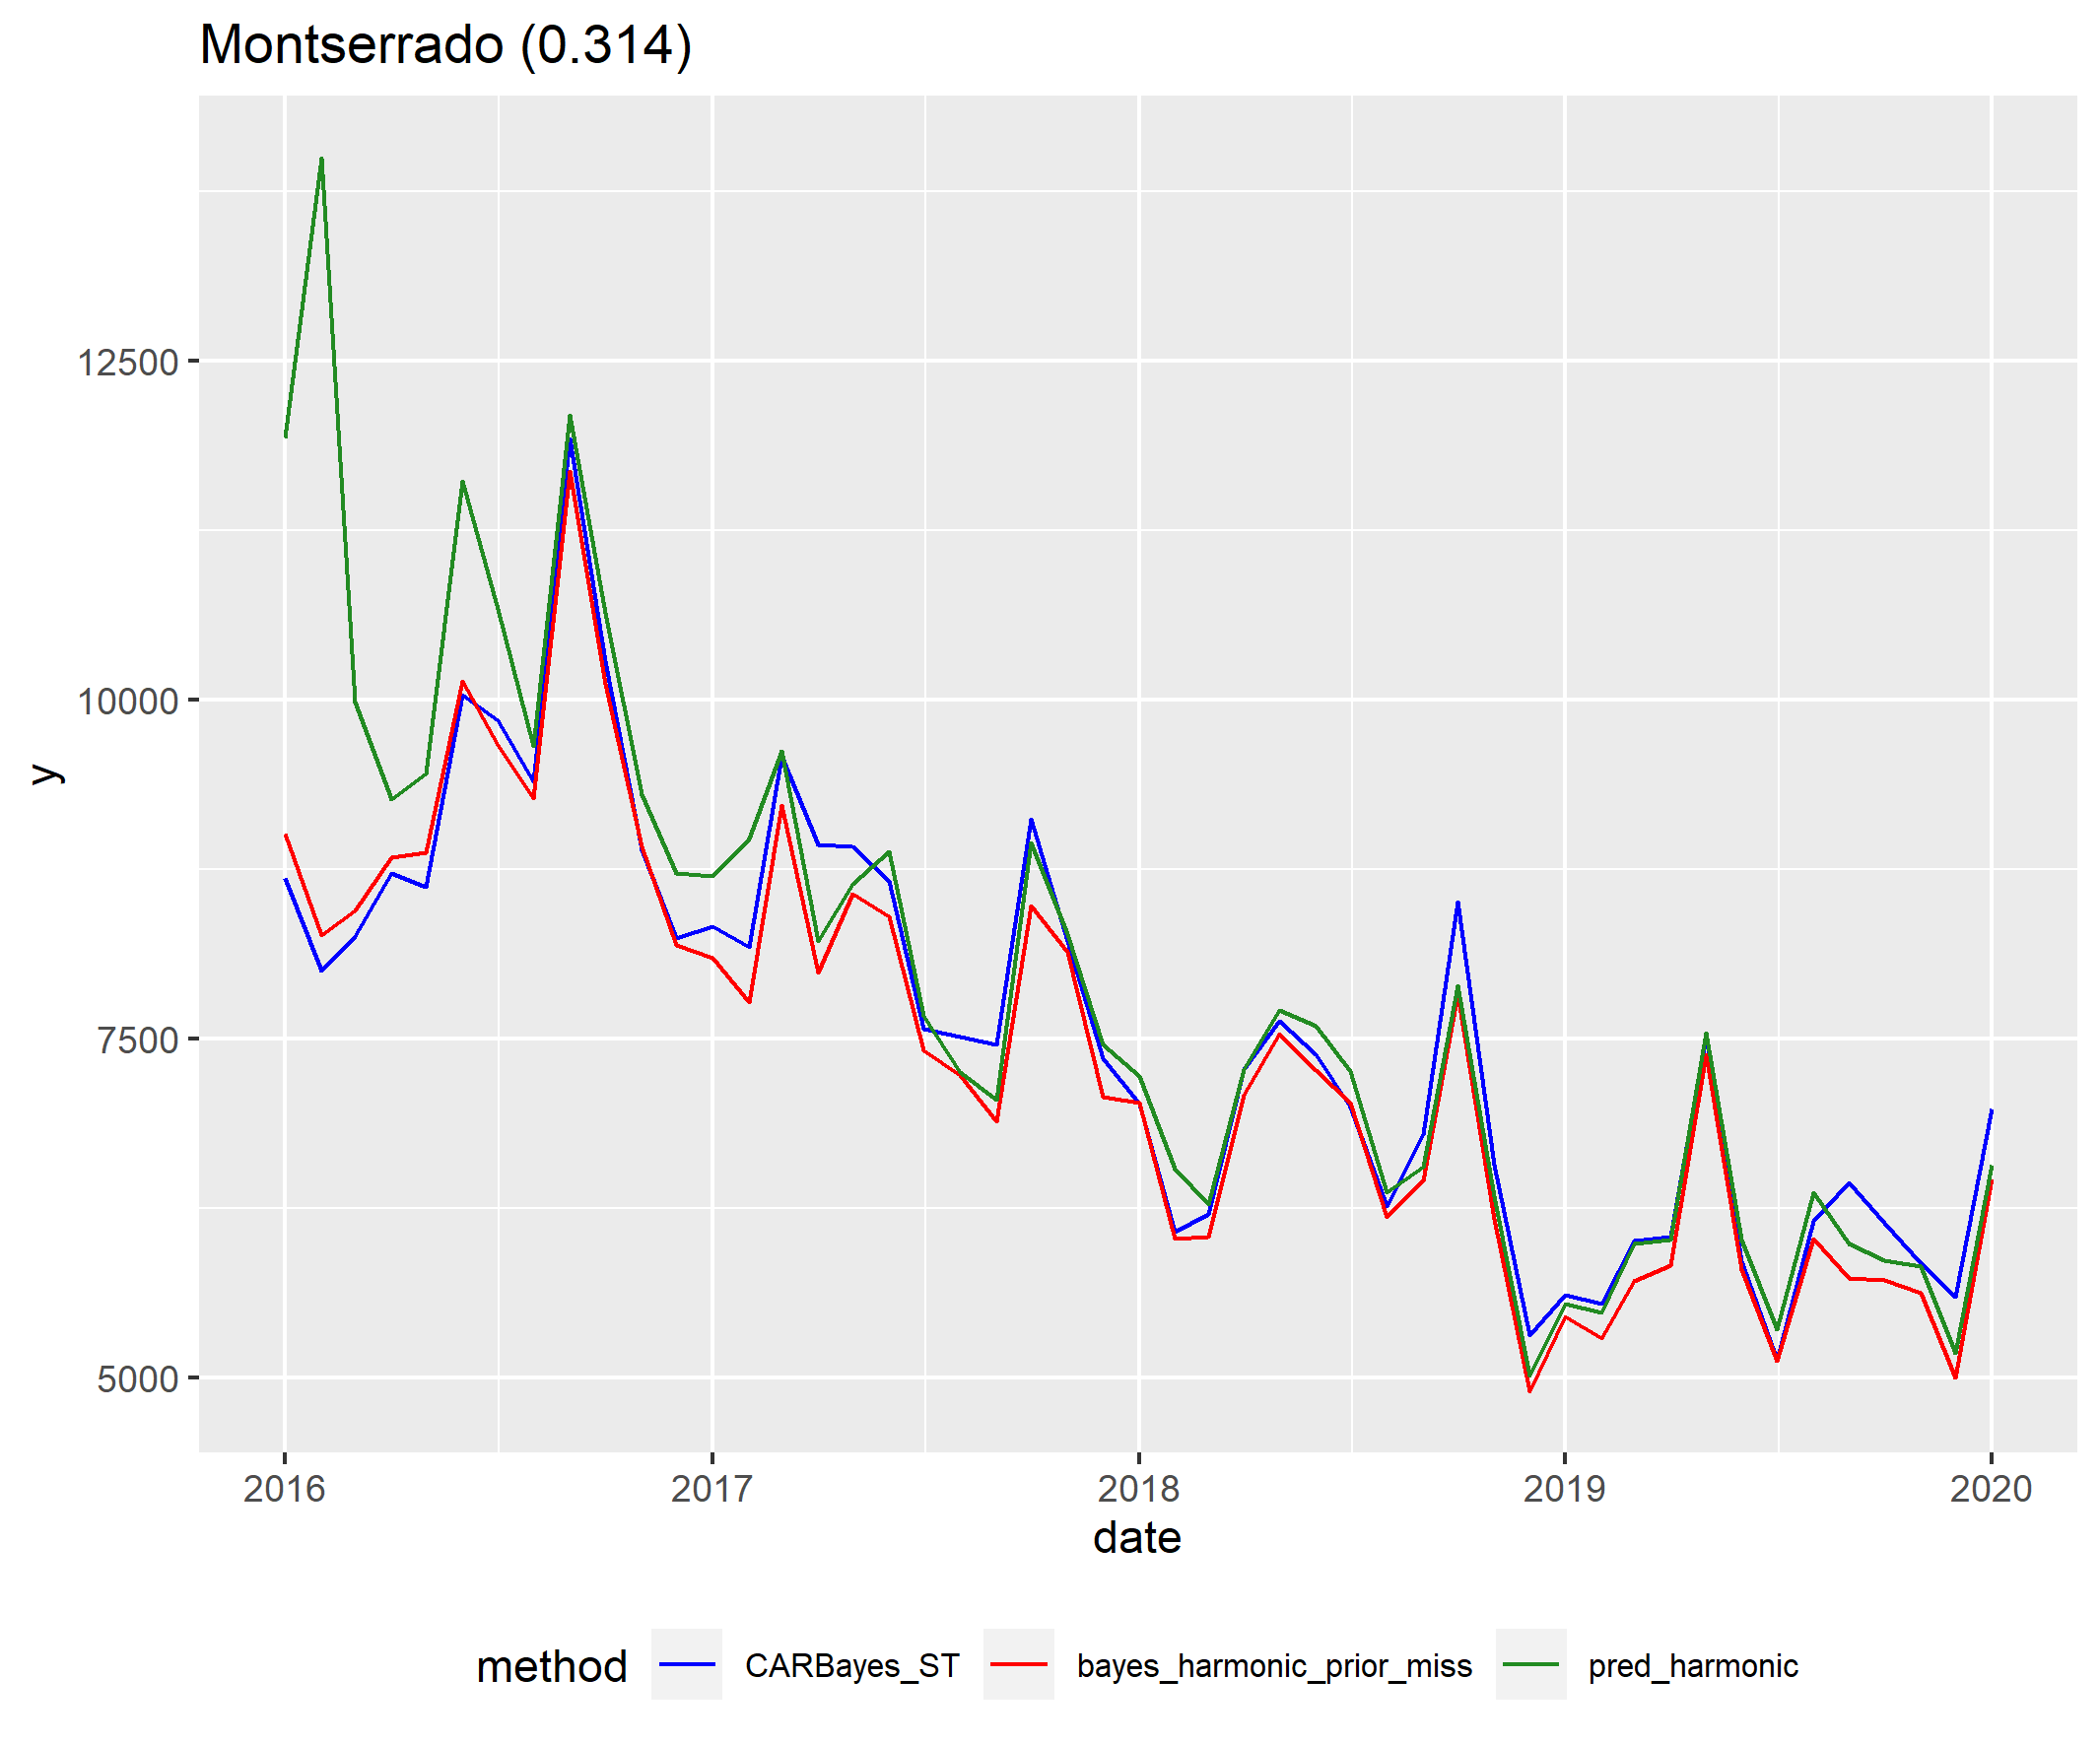 Montserrado (0.314)
12500
10000
7500
5000
y
2016 2017 2018 2019 2020
date
method CARBayes_ST bayes_harmonic_prior_miss pred_harmonic